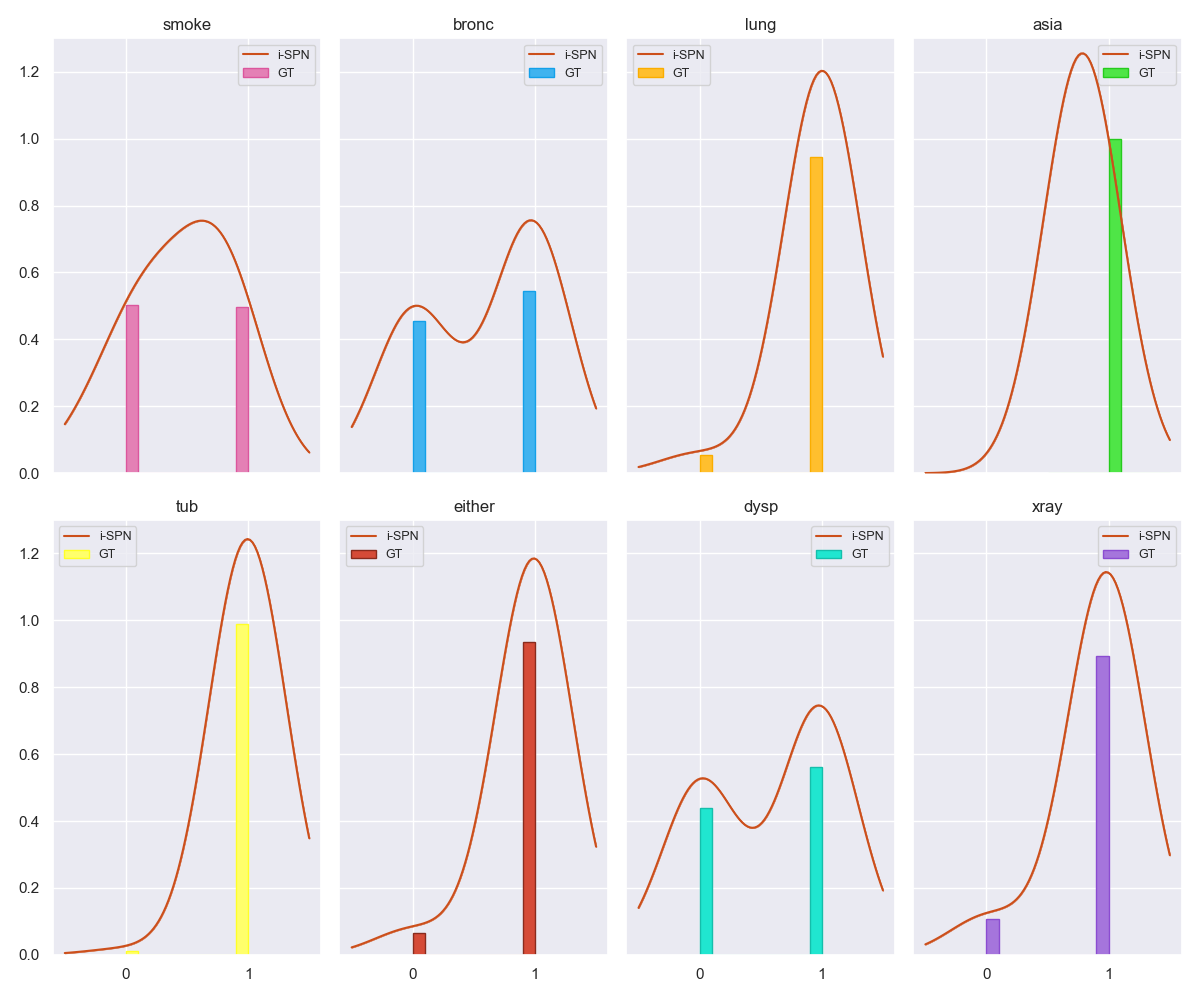 smoke
bronc
lung
asia
i-SPN
GT
i-SPN
GT
i-SPN
GT
i-SPN
GT
1.2
1.0
0.8
0.6
0.4
0.2
0.0
tub
either
dysp
xray
i-SPN
GT
i-SPN
GT
i-SPN
GT
i-SPN
GT
1.2
1.0
0.8
0.6
0.4
0.2
0.0
0 1
0 1
0 1
0 1